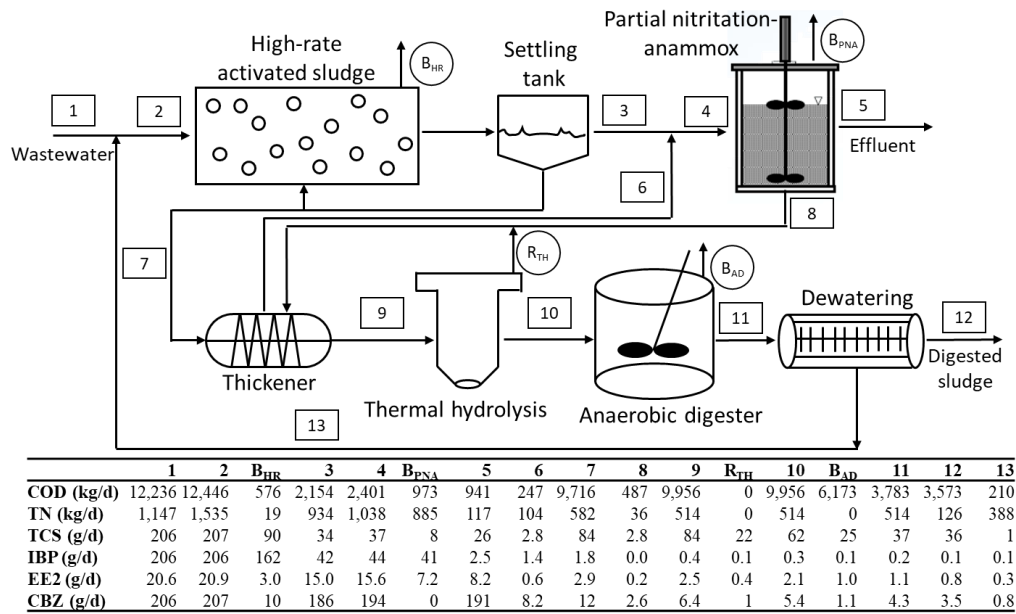 Partial nitritation-
anammox
High-rate
activated sludge
Settling
tank
B_HR
B_PNA
1
2
3
4
5
Wastewater
Effluent
6
7
8
R_TH
B_AD
9
10
11
Dewatering
12
Digested
sludge
Thickener
Thermal hydrolysis
Anaerobic digester
13
1 2 B_HR 3 4 B_PNA 5 6 7 8 9 R_TH 10 B_AD 11 12 13
COD (kg/d) 12,236 12,446 576 2,154 2,401 973 941 247 9,716 487 9,956 0 9,956 6,173 3,783 3,573 210
TN (kg/d) 1,147 1,535 19 934 1,038 885 117 104 582 36 514 0 514 0 514 126 388
TCS (g/d) 206 207 90 34 37 8 26 2.8 84 2.8 84 22 62 25 37 36 1
IBP (g/d) 206 206 162 42 44 41 2.5 1.4 1.8 0.0 0.4 0.1 0.3 0.1 0.2 0.1 0.1
EE2 (g/d) 20.6 20.9 3.0 15.0 15.6 7.2 8.2 0.6 2.9 0.2 2.5 0.4 2.1 1.0 1.1 0.8 0.3
CBZ (g/d) 206 207 10 186 194 0 191 8.2 12 2.6 6.4 1 5.4 1.1 4.3 3.5 0.8